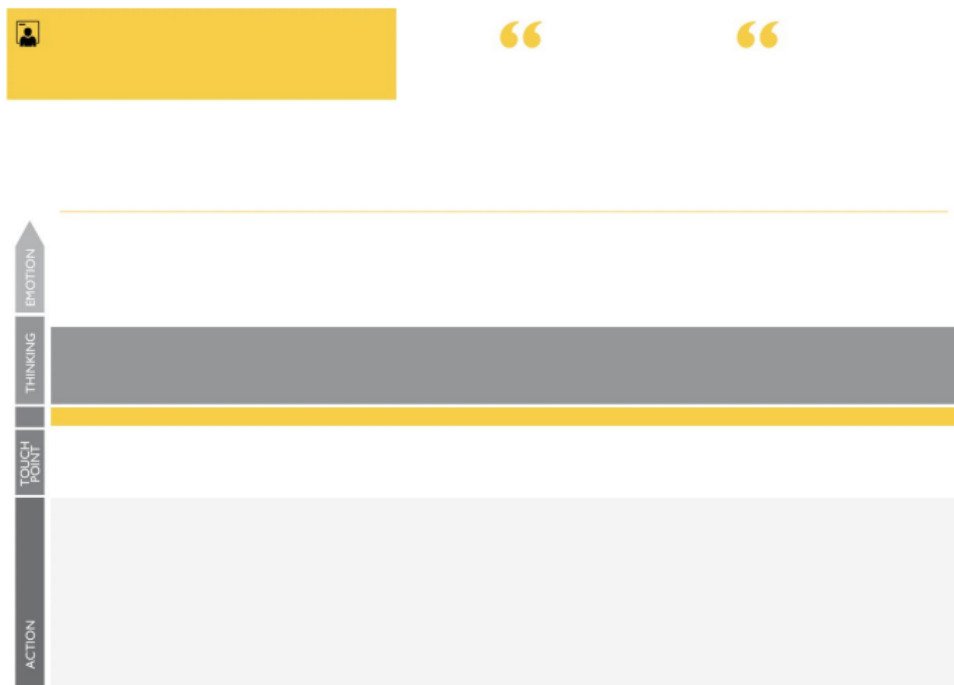 “
“
EMOTION
THINKING
TOUCH
POINT
ACTION